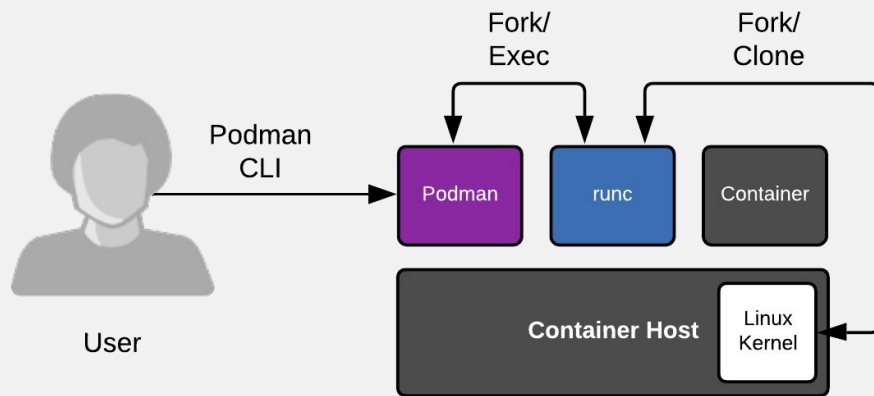 Fork/
Exec
Fork/
Clone
Podman
CLI
Podman
runc
Container
Container Host
Linux
Kernel
User